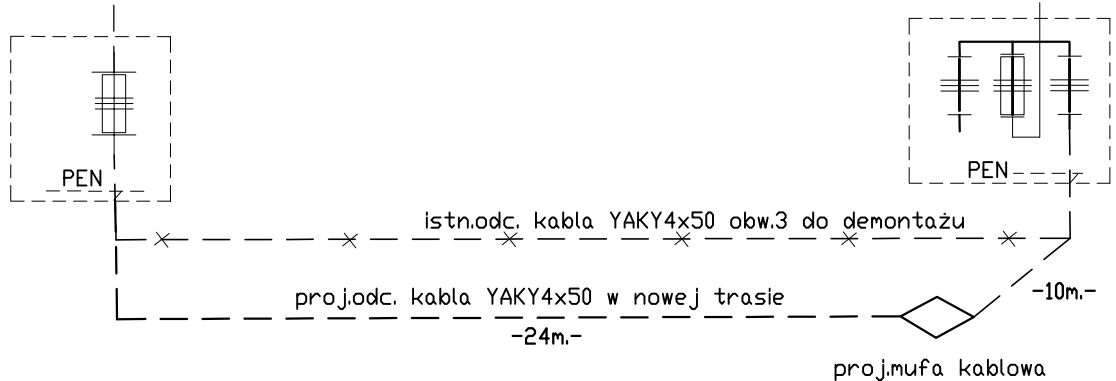 PEN
PEN
istn.odc. kabla YAKY4x50 obw.3 do demontażu
proj.odc. kabla YAKY4x50 w nowej trasie
-10m.-
-24m.-
proj.mufa kablowa